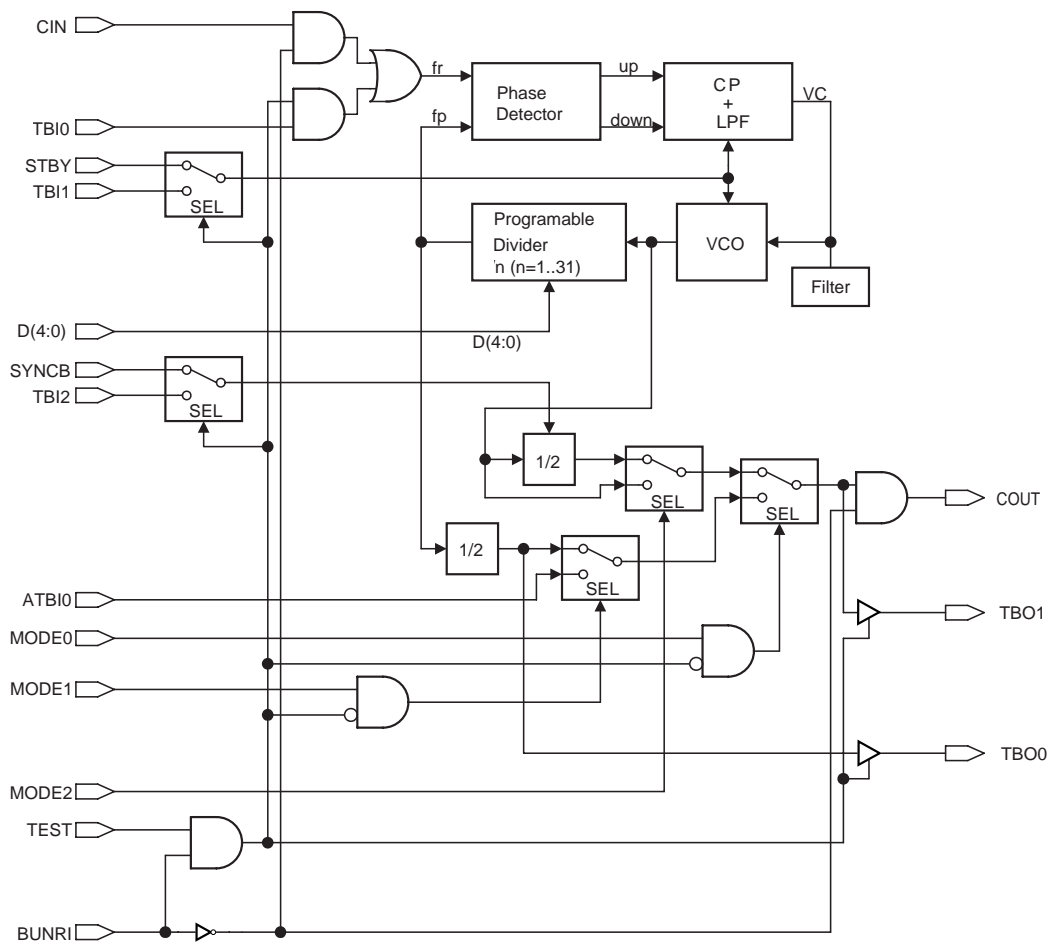 CIN
fr
up
CP
+
LPF
VC
Phase
Detector
TBI0
fp
down
STBY
TBI1
SEL
Programable
Divider
/n (n=1..31)
VCO
Filter
D(4:0)
D(4:0)
SYNCB
TBI2
SEL
1/2
SEL
SEL
COUT
1/2
SEL
ATBI0
TBO1
MODE0
MODE1
TBO0
MODE2
TEST
BUNRI